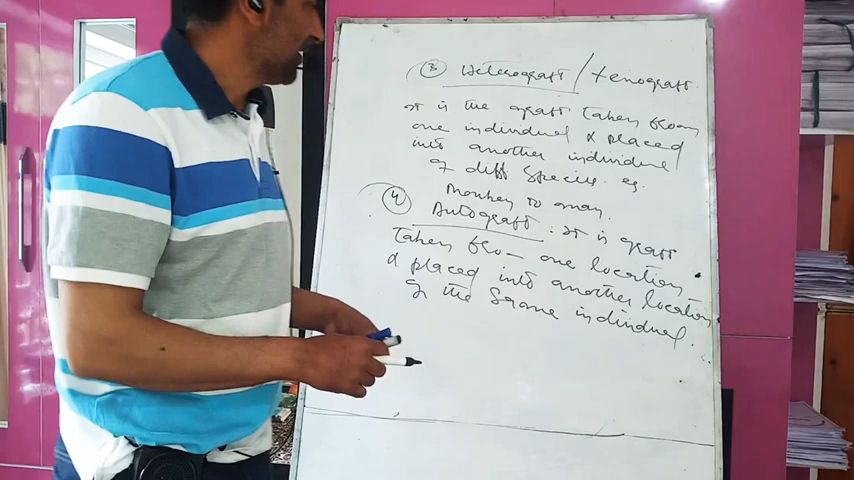 ③ Heterograft / xenograft
It is the graft taken from
one individual & placed
into another individual
of diff species. eg.
Monkey to man.
④ Autograft. It is graft
taken from one location
& placed into another location
of the same individual.